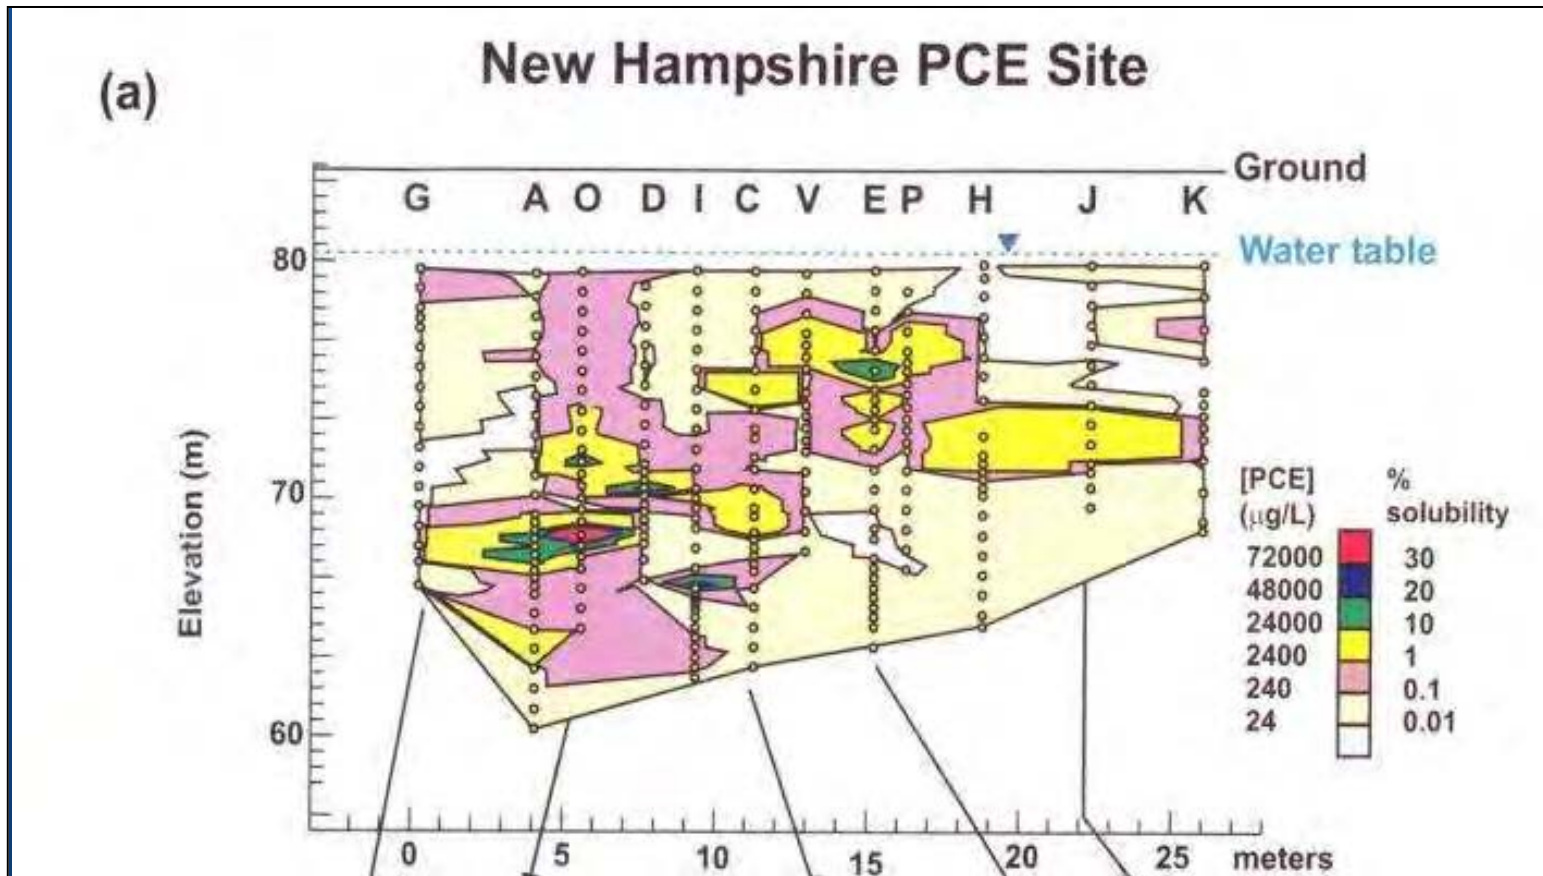 New Hampshire PCE Site
(a)
Ground
G A O D I C V E P H J K
Water table
80
70
60
Elevation (m)
[PCE] %
(µg/L) solubility
72000 30
48000 20
24000 10
2400 1
240 0.1
24 0.01
0 5 10 15 20 25 meters